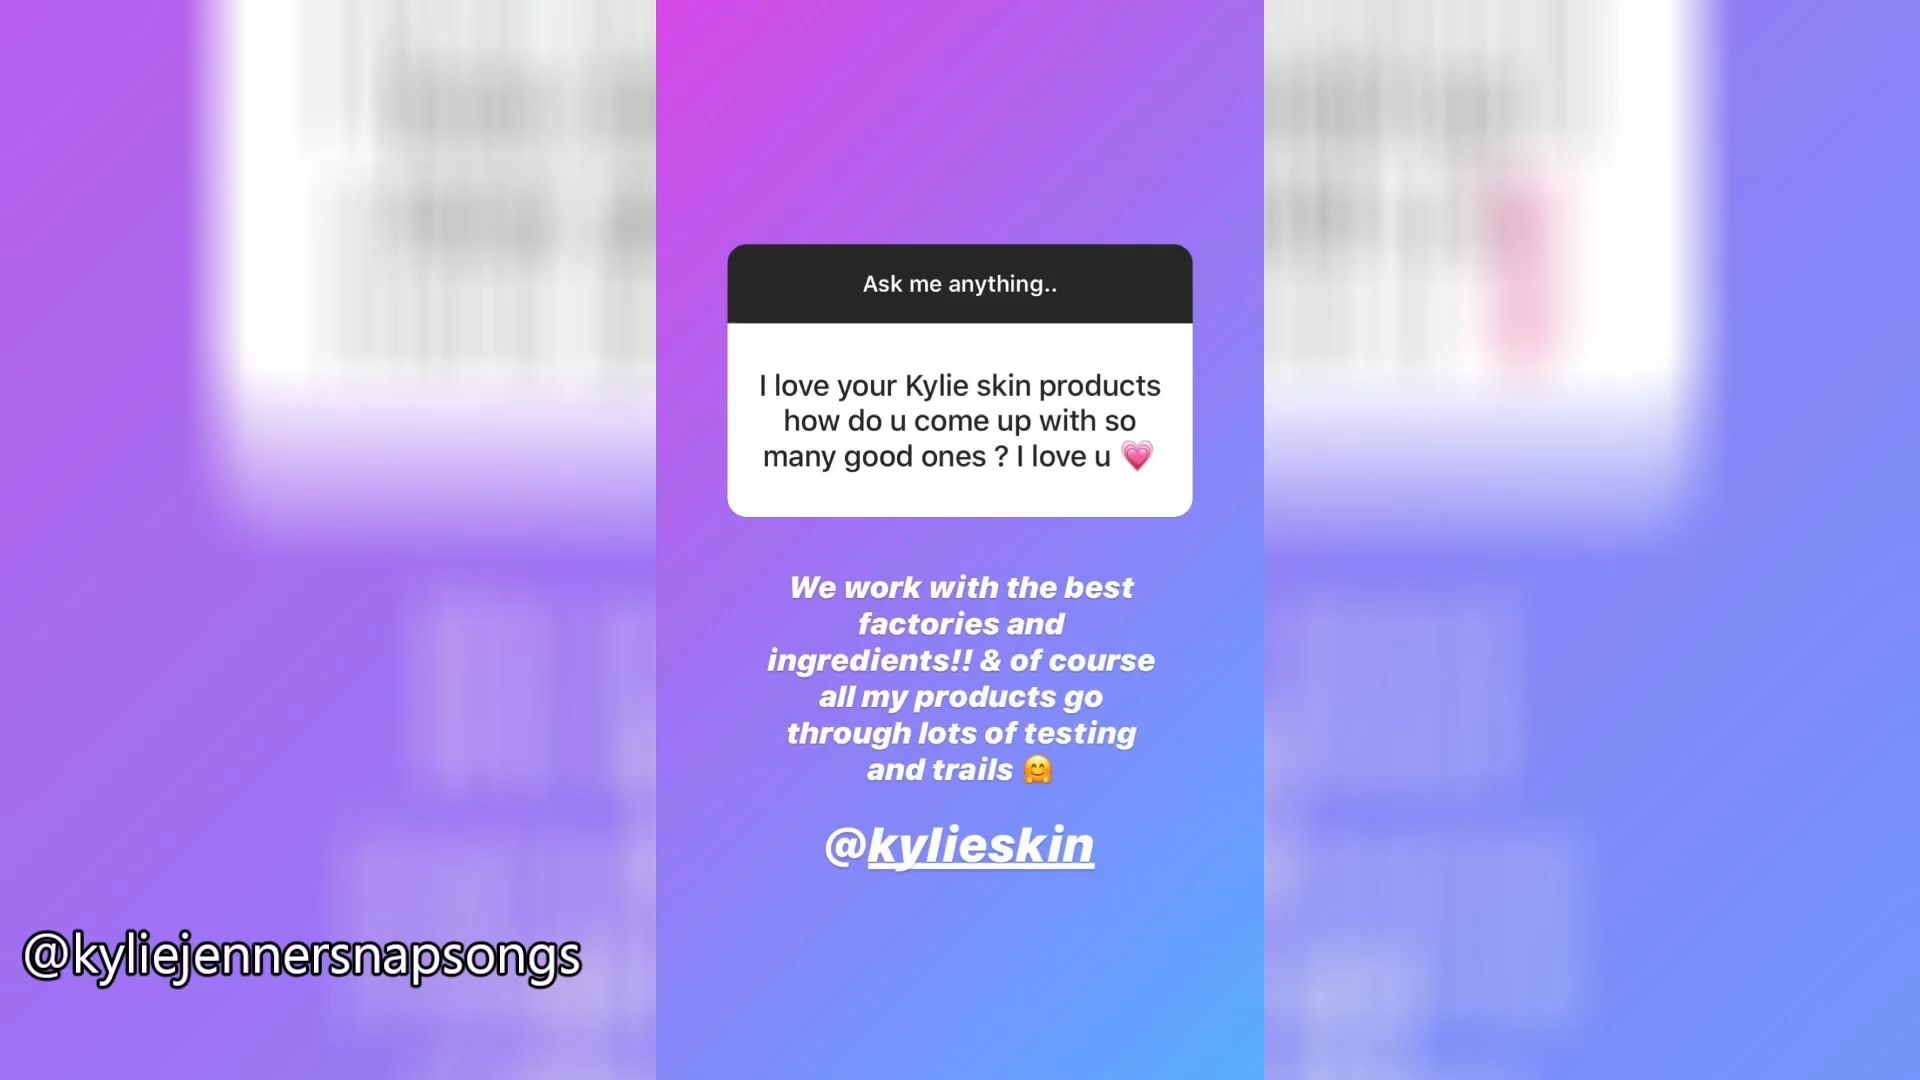 Ask me anything..
I love your Kylie skin products
how do u come up with so
many good ones ? I love u 💗
We work with the best
factories and
ingredients!! & of course
all my products go
through lots of testing
and trails 🤗
@kylieskin
@kyliejennersnapsongs